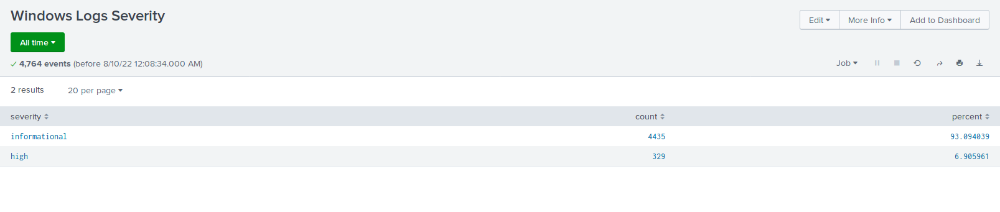 Windows Logs Severity
Edit More Info Add to Dashboard
All time
4,764 events (before 8/10/22 12:08:34.000 AM)
Job
2 results 20 per page
severity count percent
informational 4435 93.094039
high 329 6.905961